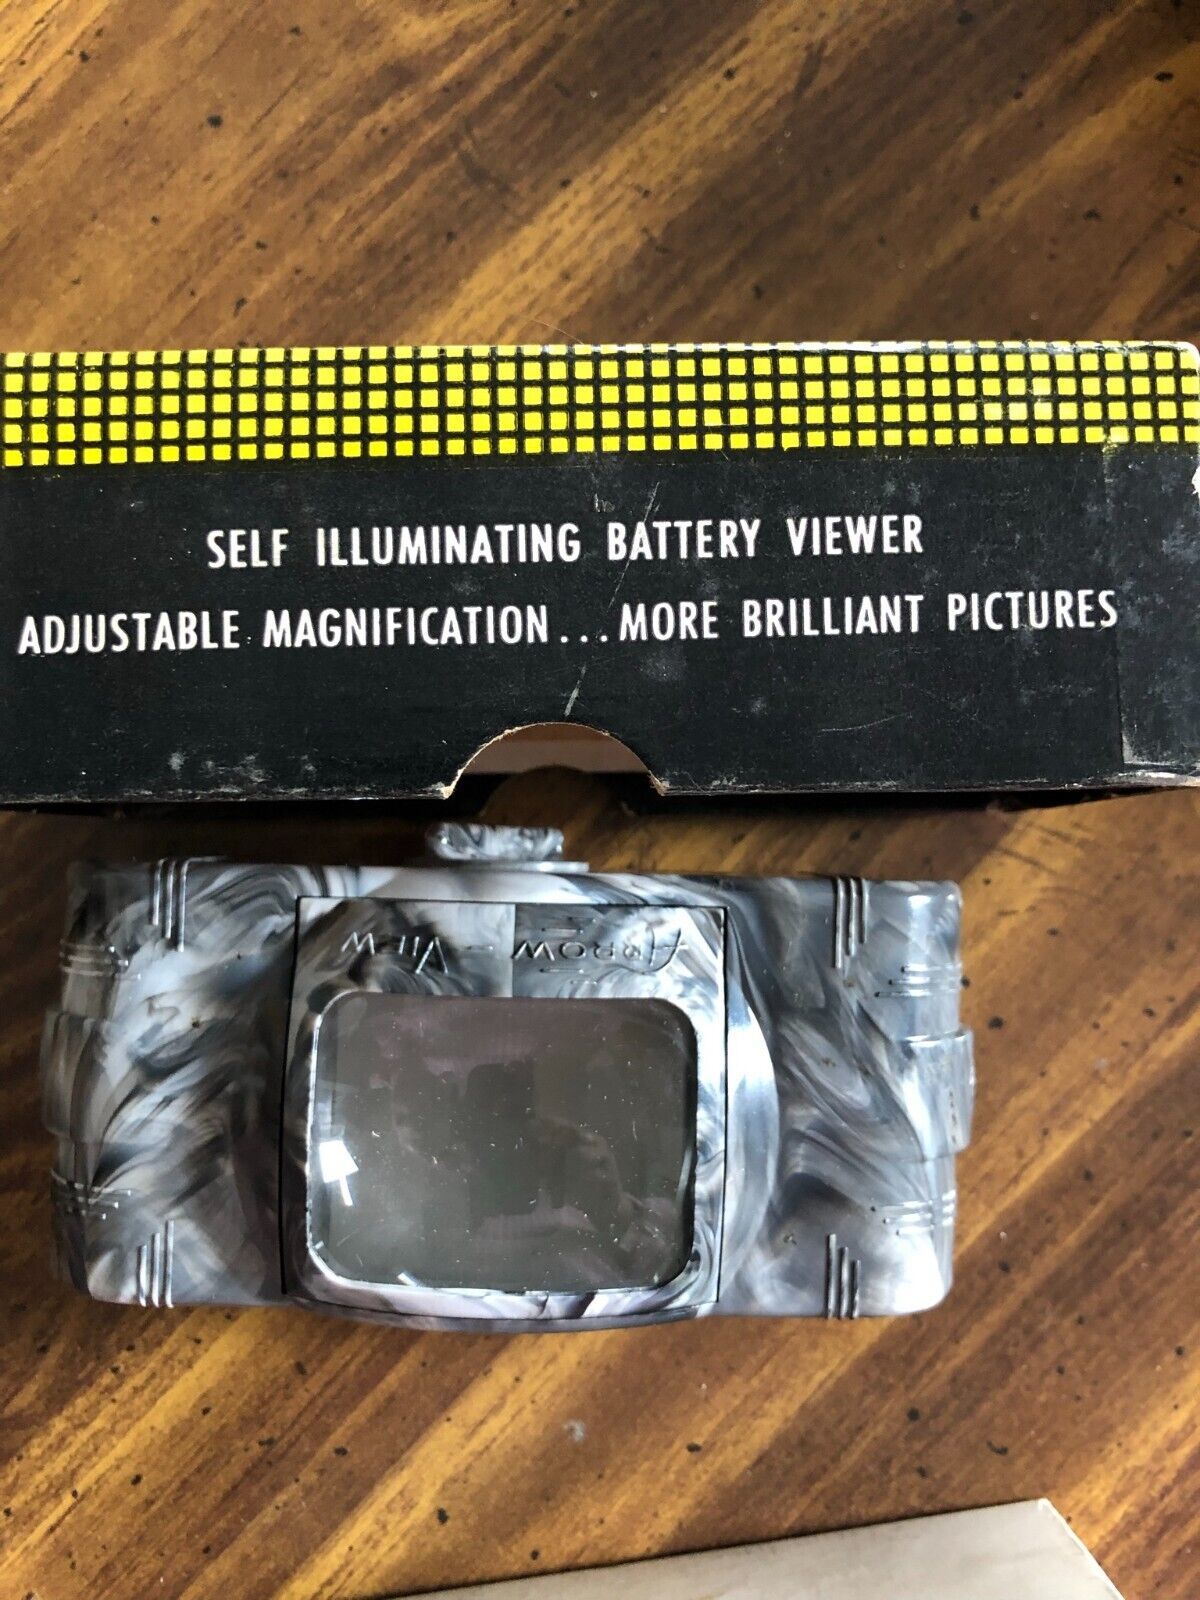 SELF ILLUMINATING BATTERY VIEWER
ADJUSTABLE MAGNIFICATION...MORE BRILLIANT PICTURES
ARROW-VIEW